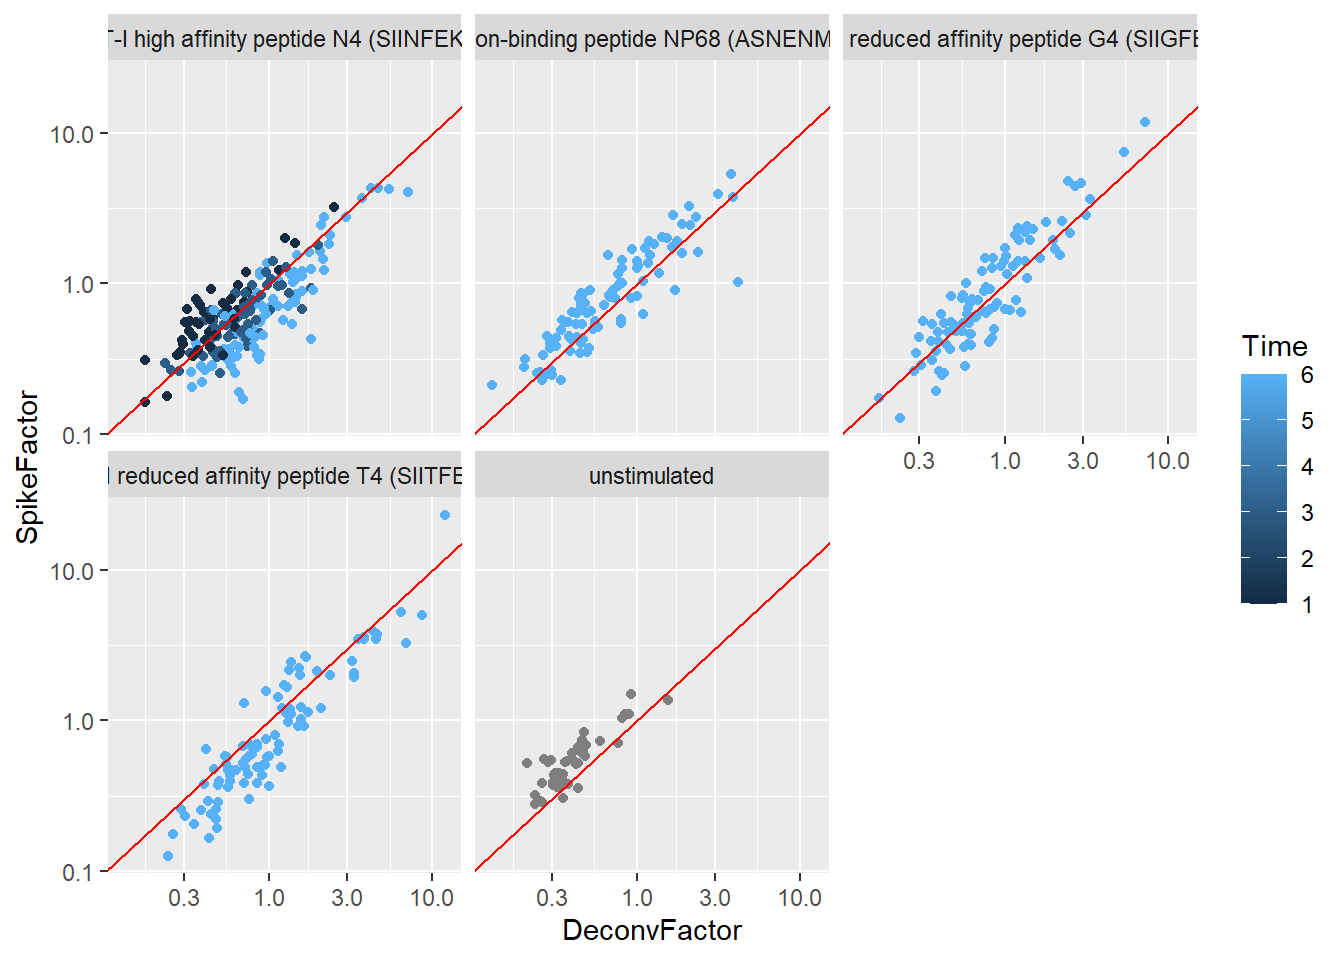 T-I high affinity peptide N4 (SIINFEK
on-binding peptide NP68 (ASNENM
reduced affinity peptide G4 (SIIGFE
10.0
1.0
0.1
0.3 1.0 3.0 10.0
I reduced affinity peptide T4 (SIITFE
unstimulated
10.0
1.0
0.1
0.3 1.0 3.0 10.0
0.3 1.0 3.0 10.0
SpikeFactor
DeconvFactor
Time
6
5
4
3
2
1